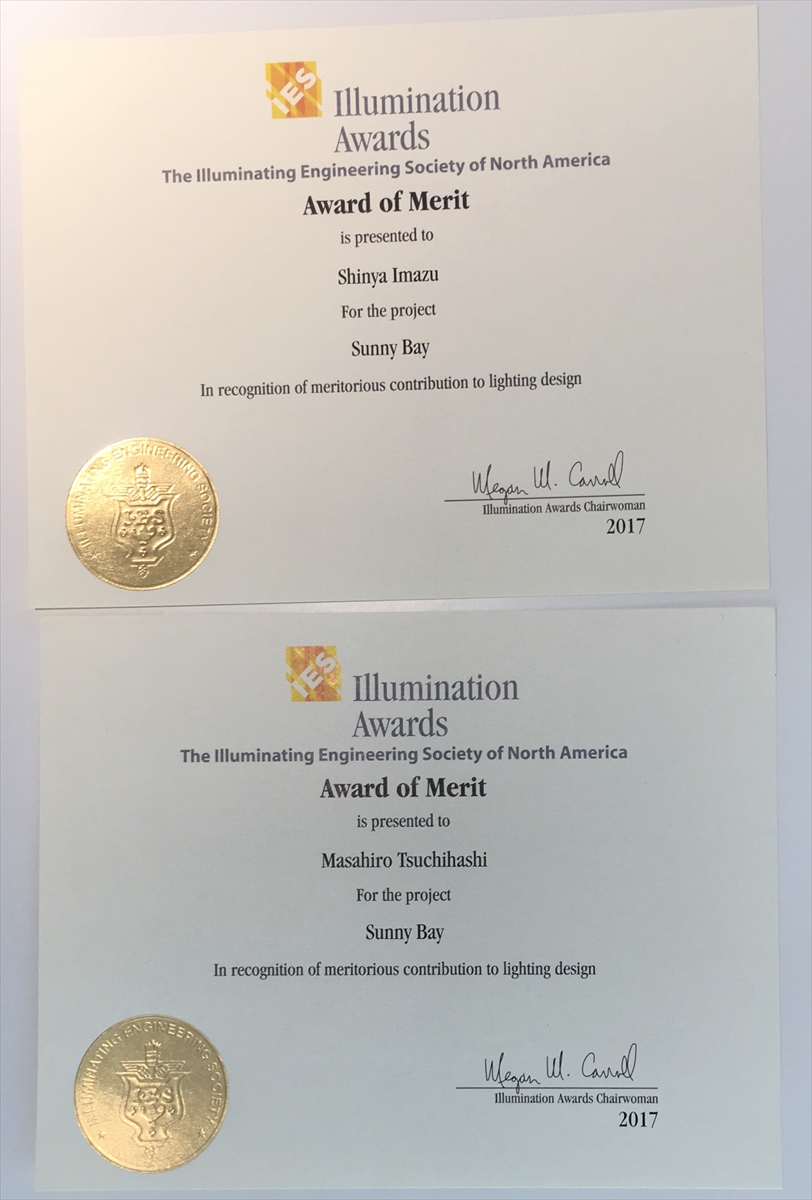 IES
Illumination
Awards
The Illuminating Engineering Society of North America
Award of Merit
is presented to
Shinya Imazu
For the project
Sunny Bay
In recognition of meritorious contribution to lighting design
ILLUMINATING ENGINEERING SOCIETY
Megan M. Carroll
Illumination Awards Chairwoman
2017
IES
Illumination
Awards
The Illuminating Engineering Society of North America
Award of Merit
is presented to
Masahiro Tsuchihashi
For the project
Sunny Bay
In recognition of meritorious contribution to lighting design
ILLUMINATING ENGINEERING SOCIETY
Megan M. Carroll
Illumination Awards Chairwoman
2017